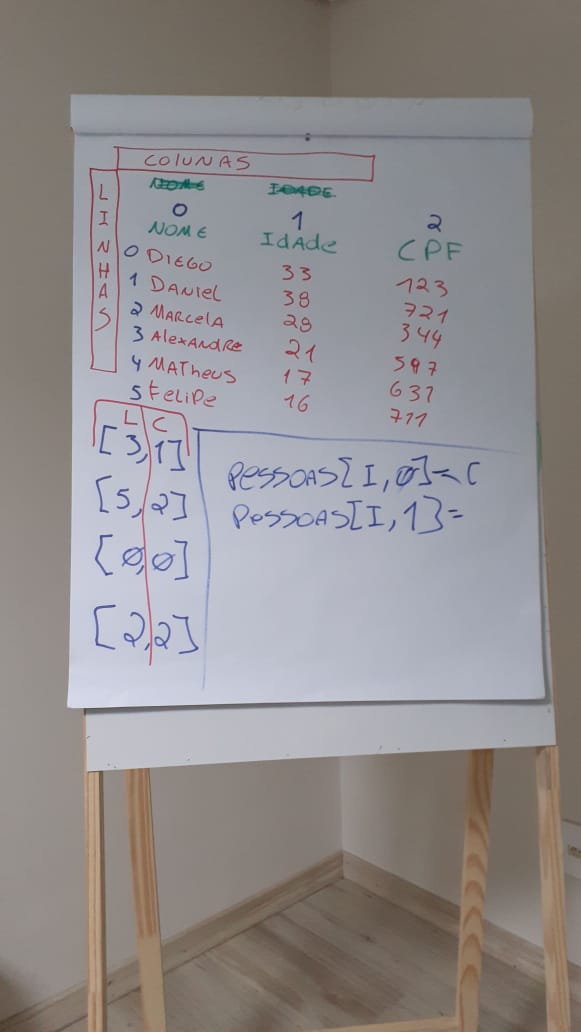 COLUNAS
LINHAS
NOME IDADE
0 1 2
NOME IdAde CPF
0 DIEGO 33 123
1 DANIEL 38 721
2 MARCELA 28 344
3 AlexANDRe 21 597
4 MATheus 17 631
5 FeliPe 16 711
L C
[3,1]
[5,2]
[0,0]
[2,2]
PESSOAS[I,0]=C
PESSOAS[I,1]=